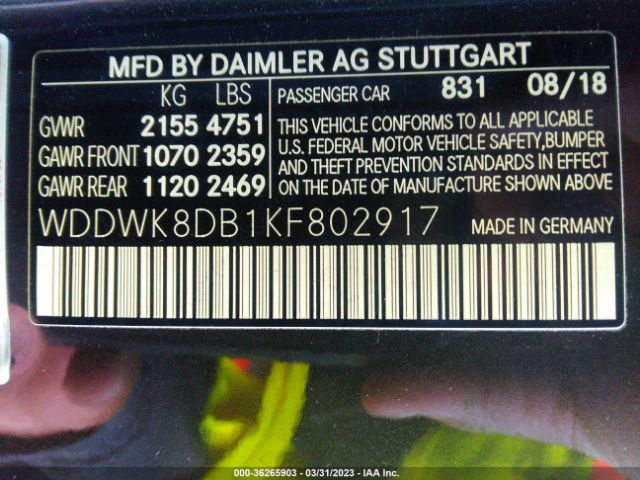 MFD BY DAIMLER AG STUTTGART
KG LBS
GVWR 2155 4751
GAWR FRONT 1070 2359
GAWR REAR 1120 2469
PASSENGER CAR 831 08/18
THIS VEHICLE CONFORMS TO ALL APPLICABLE
U.S. FEDERAL MOTOR VEHICLE SAFETY, BUMPER
AND THEFT PREVENTION STANDARDS IN EFFECT
ON THE DATE OF MANUFACTURE SHOWN ABOVE
WDDWK8DB1KF802917 MADE IN GERMANY
000-36265903 - 03/31/2023 - IAA Inc.